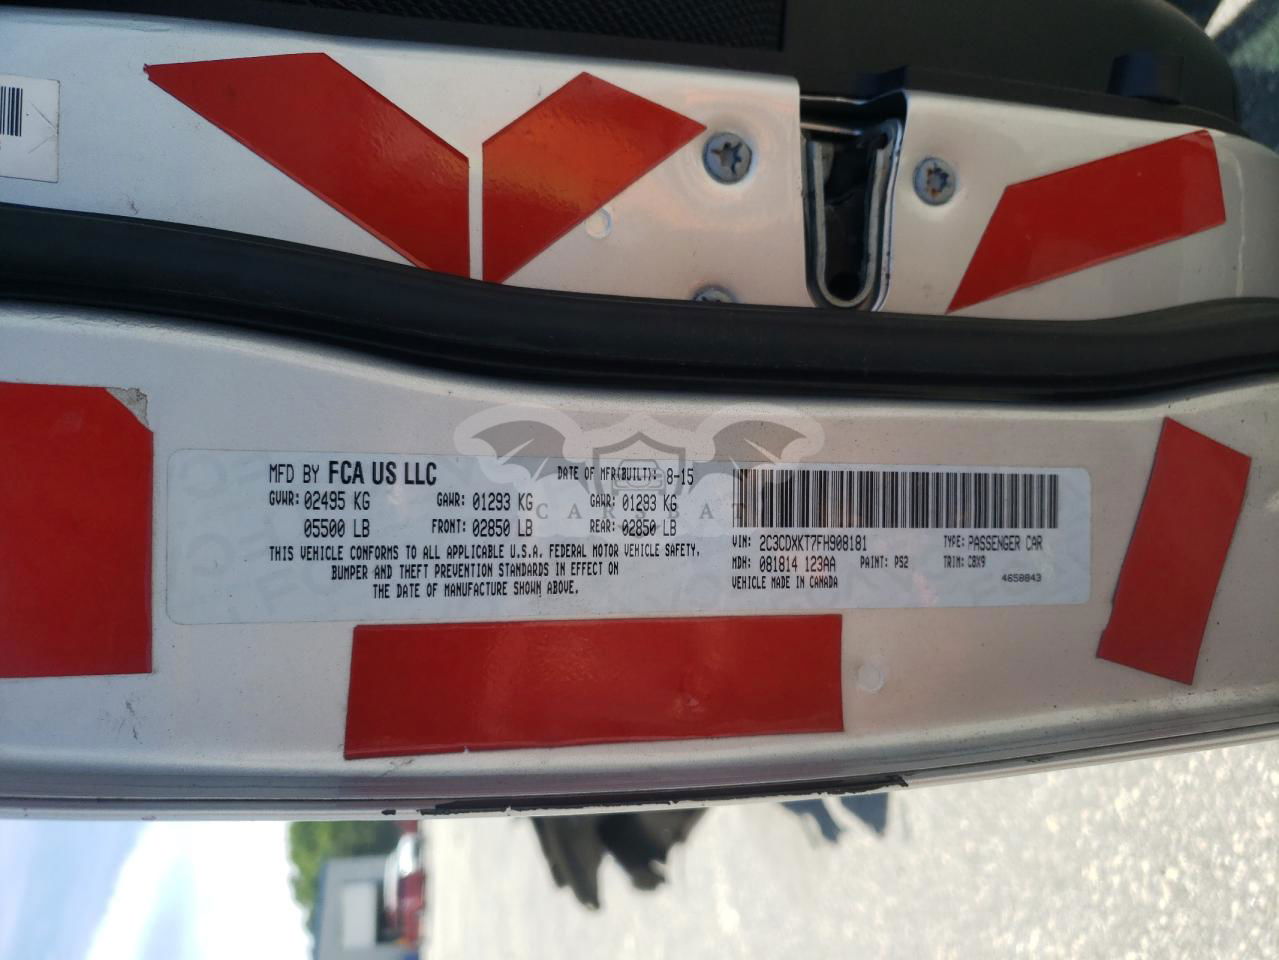 MFD BY FCA US LLC DATE OF MFR(BUILT): 8-15
GVWR: 02495 KG GAWR: 01293 KG GAWR: 01293 KG
05500 LB FRONT: 02850 LB REAR: 02850 LB
THIS VEHICLE CONFORMS TO ALL APPLICABLE U.S.A. FEDERAL MOTOR VEHICLE SAFETY,
BUMPER AND THEFT PREVENTION STANDARDS IN EFFECT ON
THE DATE OF MANUFACTURE SHOWN ABOVE.
VIN: 2C3CDXKT7FH908181 TYPE: PASSENGER CAR
MDH: 081814 123AA PAINT: PS2 TRIM: CBX9
VEHICLE MADE IN CANADA 4658843
CARSBAT